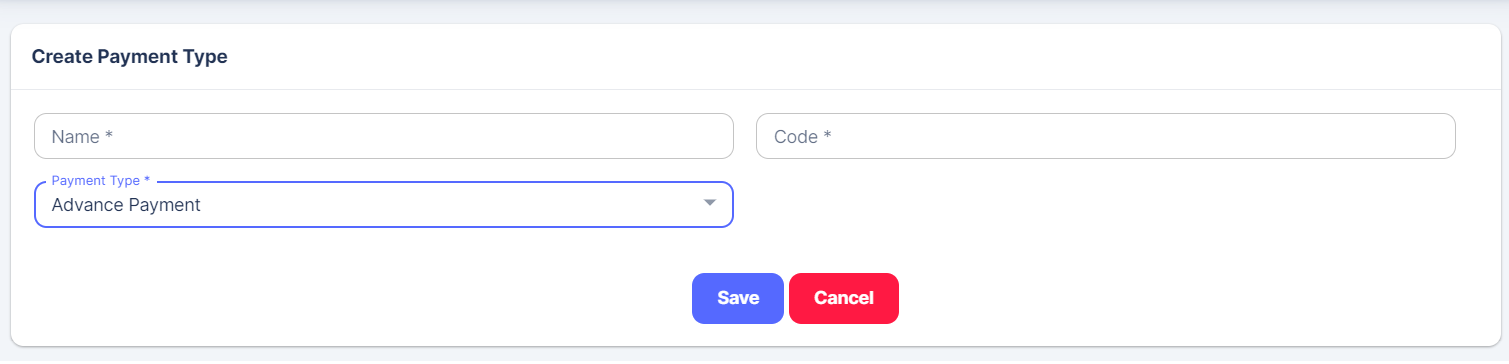 Create Payment Type
Name *
Code *
Payment Type *
Advance Payment
Save
Cancel